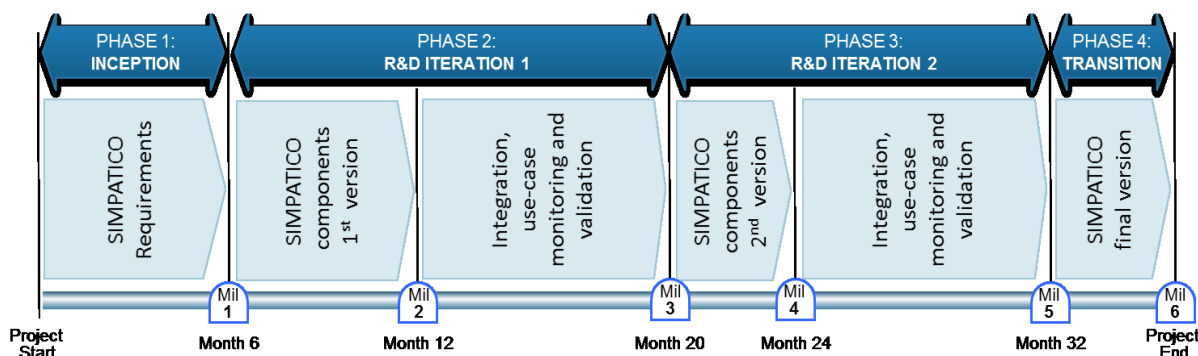 PHASE 1:
INCEPTION
PHASE 2:
R&D ITERATION 1
PHASE 3:
R&D ITERATION 2
PHASE 4:
TRANSITION
SIMPATICO
Requirements
SIMPATICO
components
1st version
Integration,
use-case
monitoring and
validation
SIMPATICO
components
2nd version
Integration,
use-case
monitoring and
validation
SIMPATICO
final version
Mil
1
Mil
2
Mil
3
Mil
4
Mil
5
Mil
6
Project
Start
Month 6
Month 12
Month 20
Month 24
Month 32
Project
End